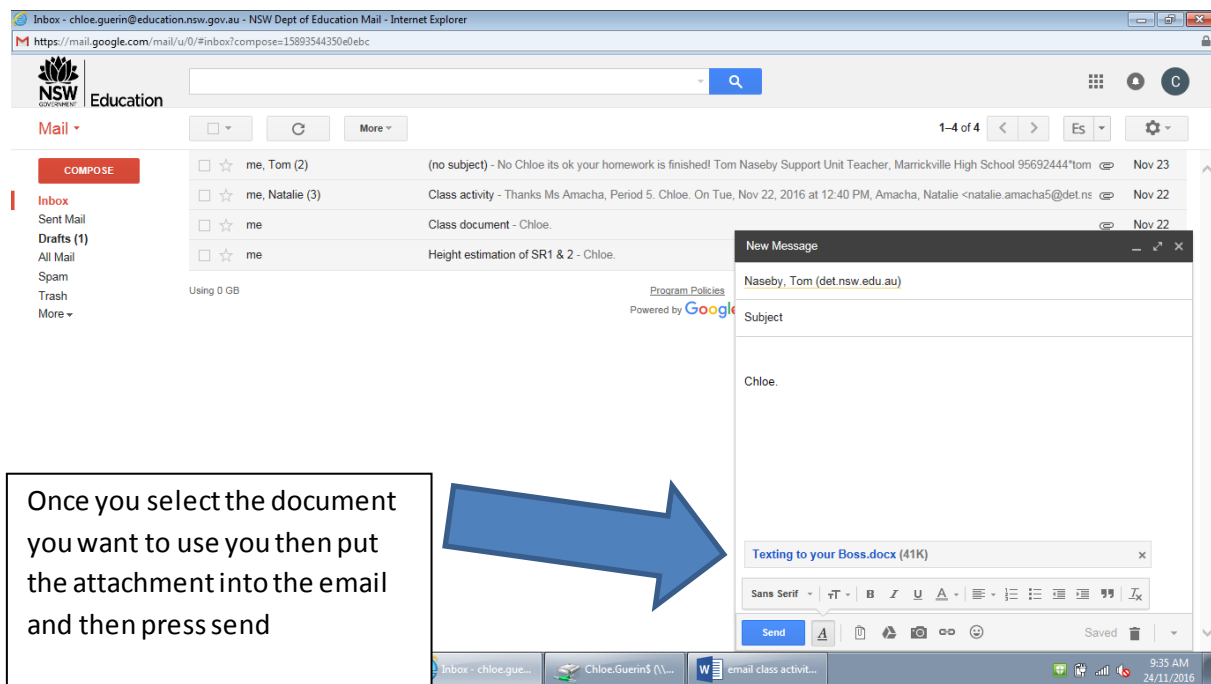 Inbox - chloe.guerin@education.nsw.gov.au - NSW Dept of Education Mail - Internet Explorer
https://mail.google.com/mail/u/0/#inbox?compose=15893544350e0ebc
NSW
GOVERNMENT
Education
C
Mail
More
1–4 of 4
Es
COMPOSE
me, Tom (2) (no subject) - No Chloe its ok your homework is finished! Tom Naseby Support Unit Teacher, Marrickville High School 95692444"tom Nov 23
Inbox
me, Natalie (3) Class activity - Thanks Ms Amacha, Period 5. Chloe. On Tue, Nov 22, 2016 at 12:40 PM, Amacha, Natalie <natalie.amacha5@det.ns Nov 22
Sent Mail
me Class document - Chloe. Nov 22
Drafts (1)
All Mail
me Height estimation of SR1 & 2 - Chloe.
Spam
Trash
More
Using 0 GB
Program Policies
Powered by Google
New Message
Naseby, Tom (det.nsw.edu.au)
Subject
Chloe.
Texting to your Boss.docx (41K)
Sans Serif
B I U A
Send A
Saved
Once you select the document
you want to use you then put
the attachment into the email
and then press send
Inbox - chloe.gue...
Chloe.Guerin$ (\\...
email class activit...
9:35 AM
24/11/2016